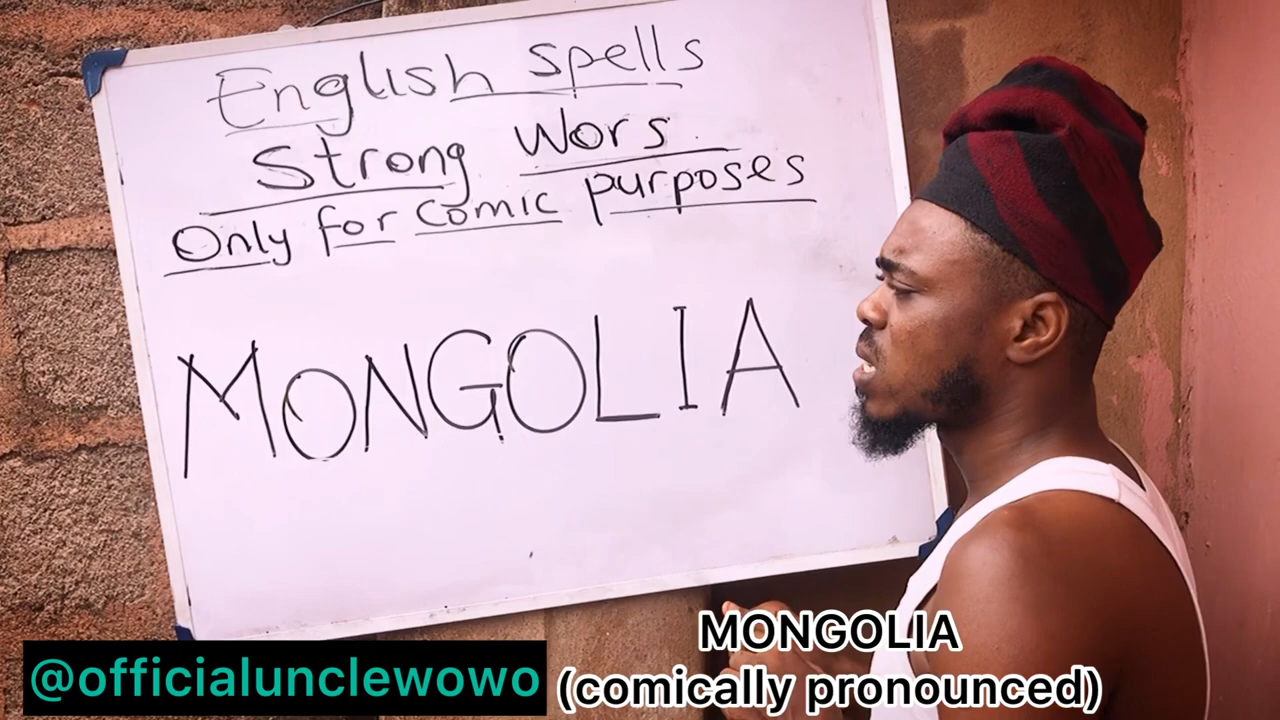 English spells
Strong Wors.
Only for comic purposes
MONGOLIA
MONGOLIA
@officialunclewowo
(comically pronounced)